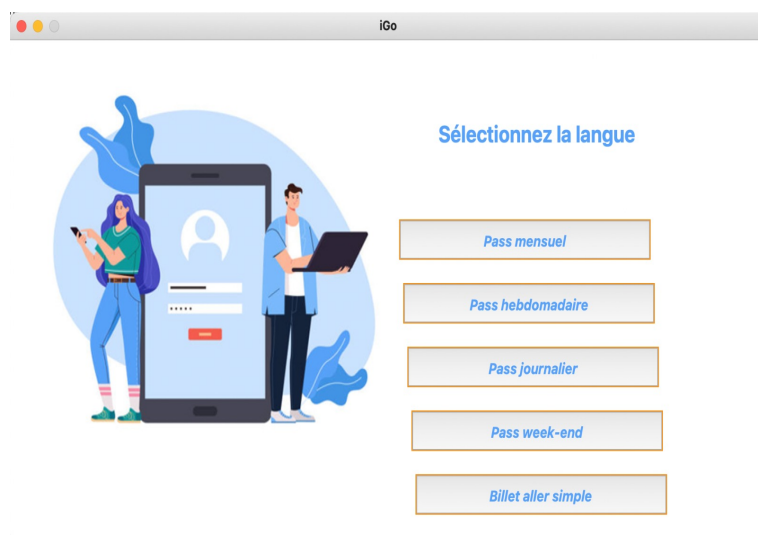 iGo
Sélectionnez la langue
Pass mensuel
Pass hebdomadaire
Pass journalier
Pass week-end
Billet aller simple